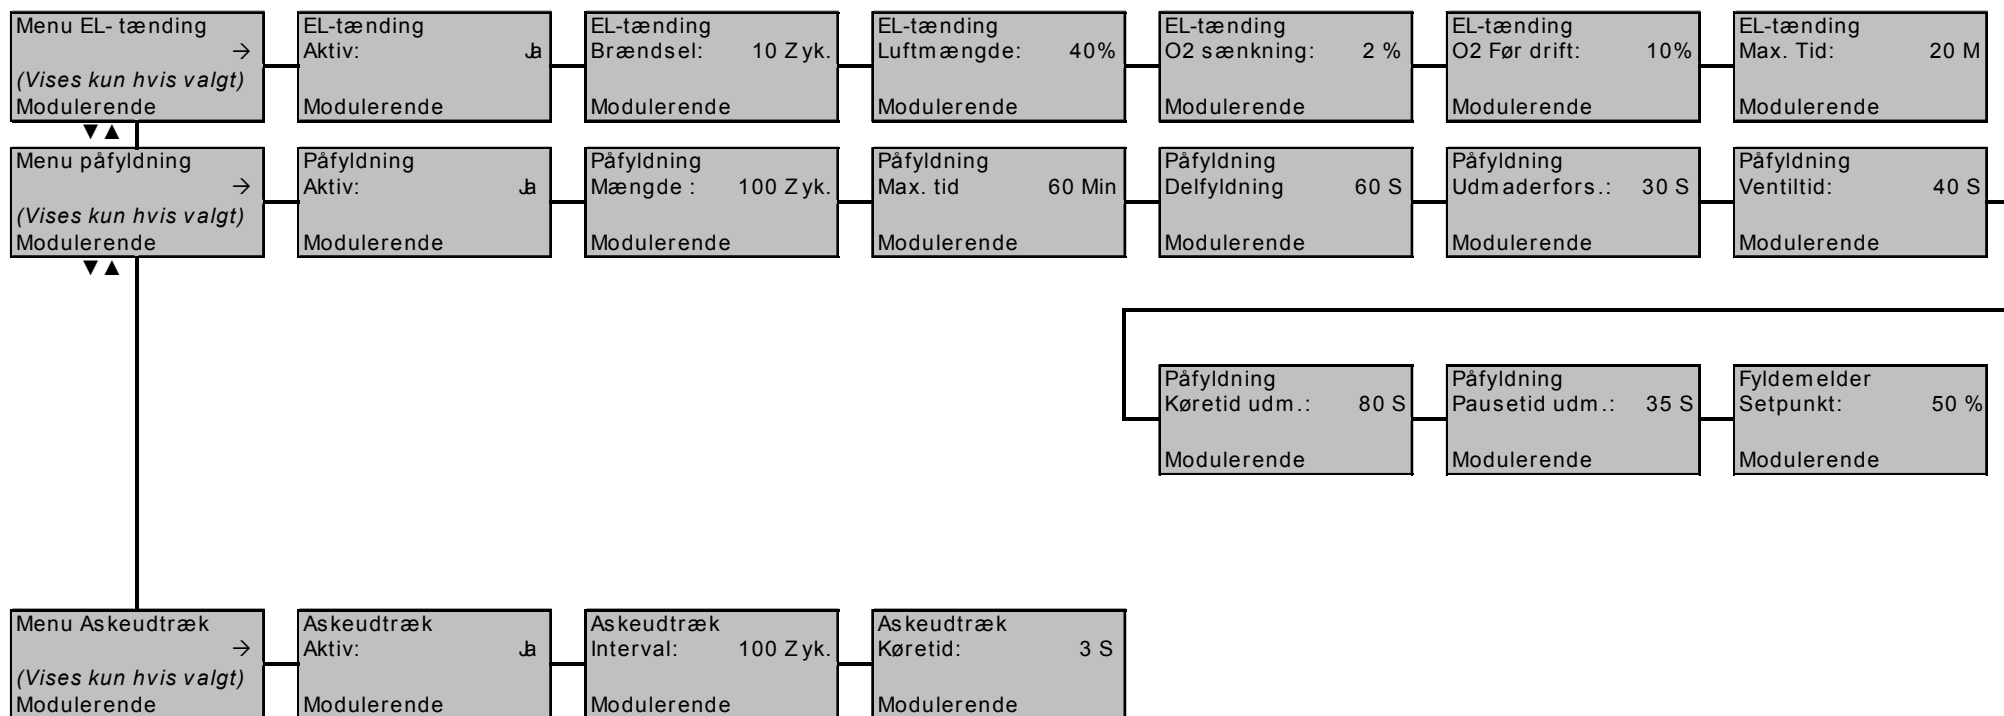 Menu EL- tænding
→
(Vises kun hvis valgt)
Modulerende
EL-tænding
Aktiv: Ja
Modulerende
EL-tænding
Brændsel: 10 Zyk.
Modulerende
EL-tænding
Luftmængde: 40%
Modulerende
EL-tænding
O2 sænkning: 2 %
Modulerende
EL-tænding
O2 Før drift: 10%
Modulerende
EL-tænding
Max. Tid: 20 M
Modulerende
▼▲
Menu påfyldning
→
(Vises kun hvis valgt)
Modulerende
Påfyldning
Aktiv: Ja
Modulerende
Påfyldning
Mængde : 100 Zyk.
Modulerende
Påfyldning
Max. tid 60 Min
Modulerende
Påfyldning
Delfyldning 60 S
Modulerende
Påfyldning
Udmaderfors.: 30 S
Modulerende
Påfyldning
Ventiltid: 40 S
Modulerende
▼▲
Påfyldning
Køretid udm.: 80 S
Modulerende
Påfyldning
Pausetid udm.: 35 S
Modulerende
Fyldemelder
Setpunkt: 50 %
Modulerende
Menu Askeudtræk
→
(Vises kun hvis valgt)
Modulerende
Askeudtræk
Aktiv: Ja
Modulerende
Askeudtræk
Interval: 100 Zyk.
Modulerende
Askeudtræk
Køretid: 3 S
Modulerende